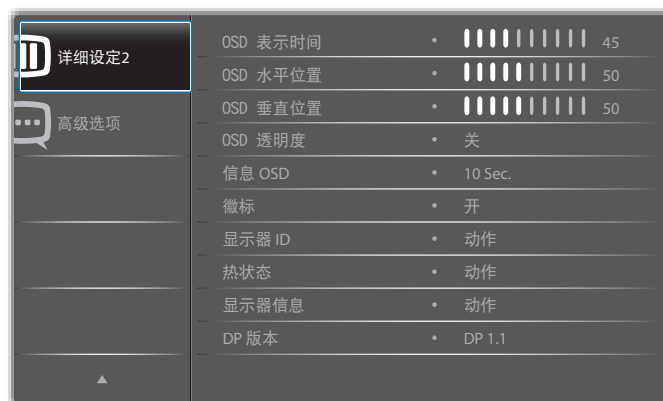 详细设定2
高级选项
OSD 表示时间 • 45
OSD 水平位置 • 50
OSD 垂直位置 • 50
OSD 透明度 • 关
信息 OSD • 10 Sec.
徽标 • 开
显示器 ID • 动作
热状态 • 动作
显示器信息 • 动作
DP 版本 • DP 1.1